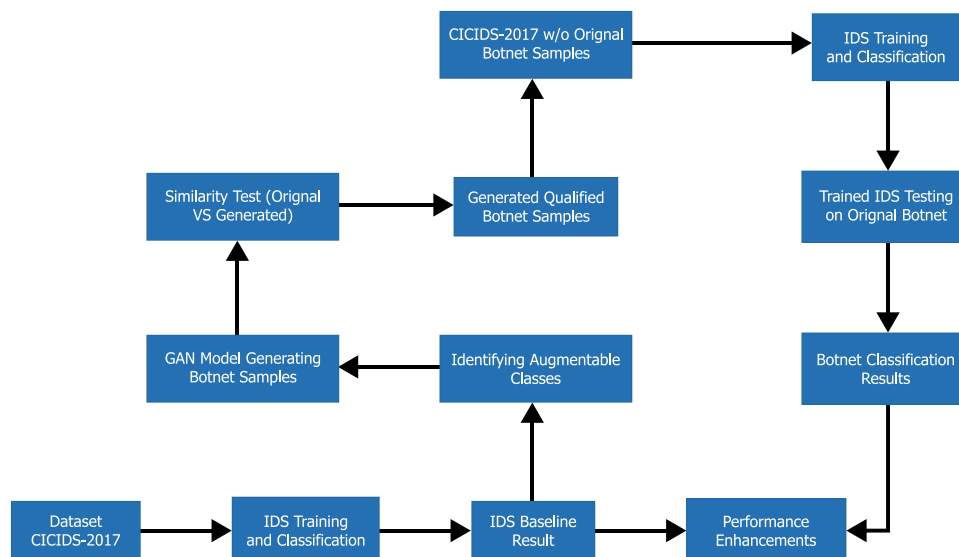 CICIDS-2017 w/o Orignal
Botnet Samples
IDS Training
and Classification
Similarity Test (Orignal
VS Generated)
Generated Qualified
Botnet Samples
Trained IDS Testing
on Orignal Botnet
GAN Model Generating
Botnet Samples
Identifying Augmentable
Classes
Botnet Classification
Results
Dataset
CICIDS-2017
IDS Training
and Classification
IDS Baseline
Result
Performance
Enhancements